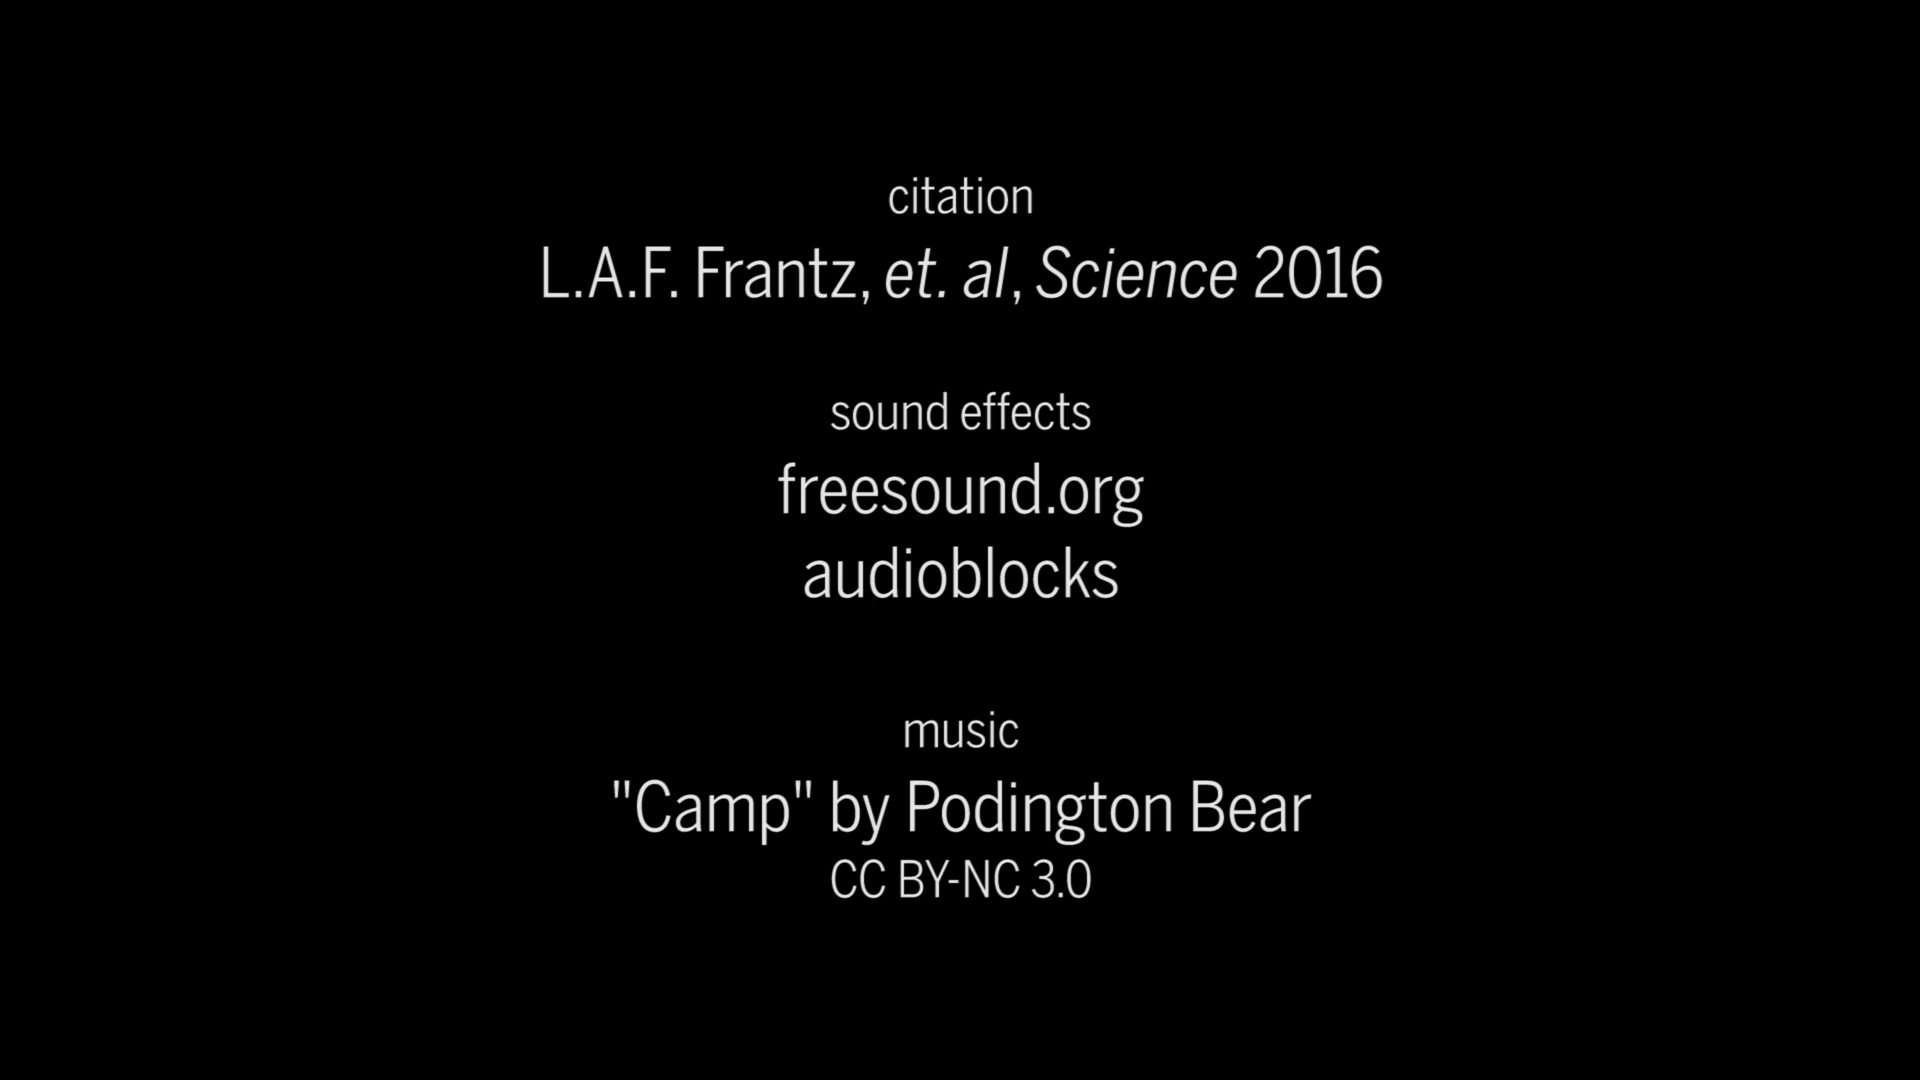 citation
L.A.F. Frantz, et. al, Science 2016
sound effects
freesound.org
audioblocks
music
"Camp" by Podington Bear
CC BY-NC 3.0